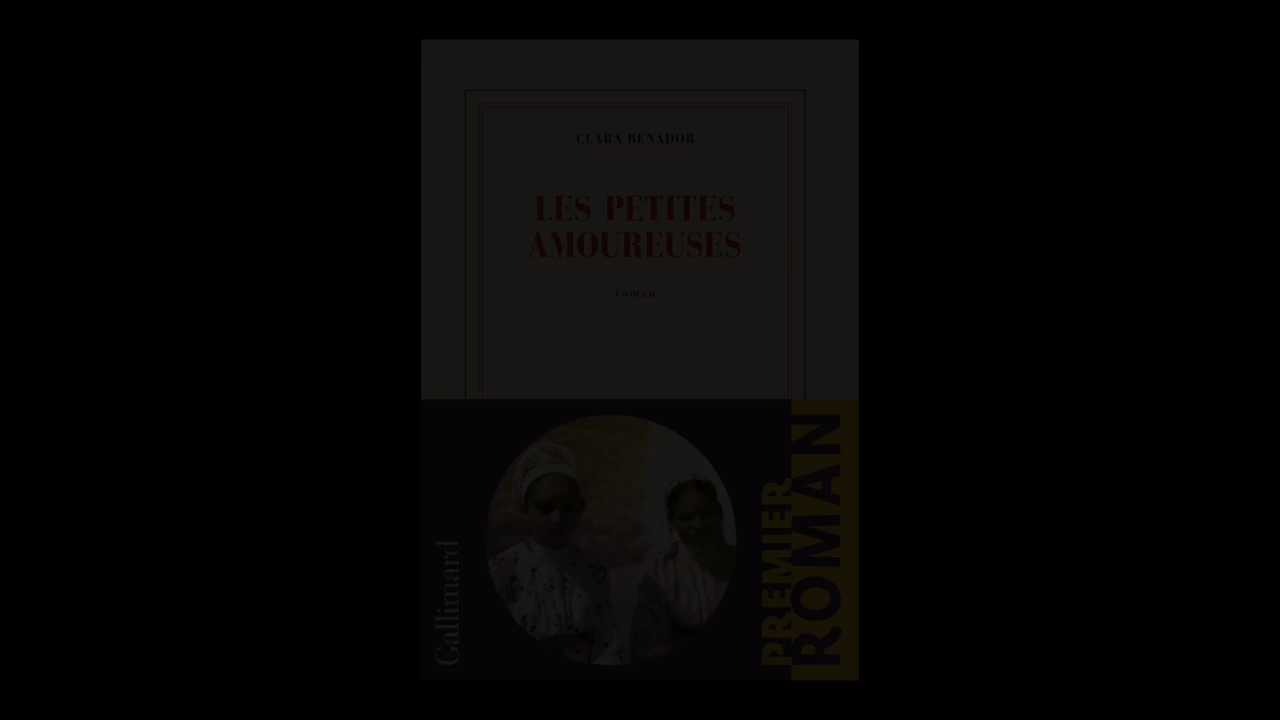 CLARA BENADOR
LES PETITES
AMOUREUSES
roman
Gallimard
PREMIER
ROMAN